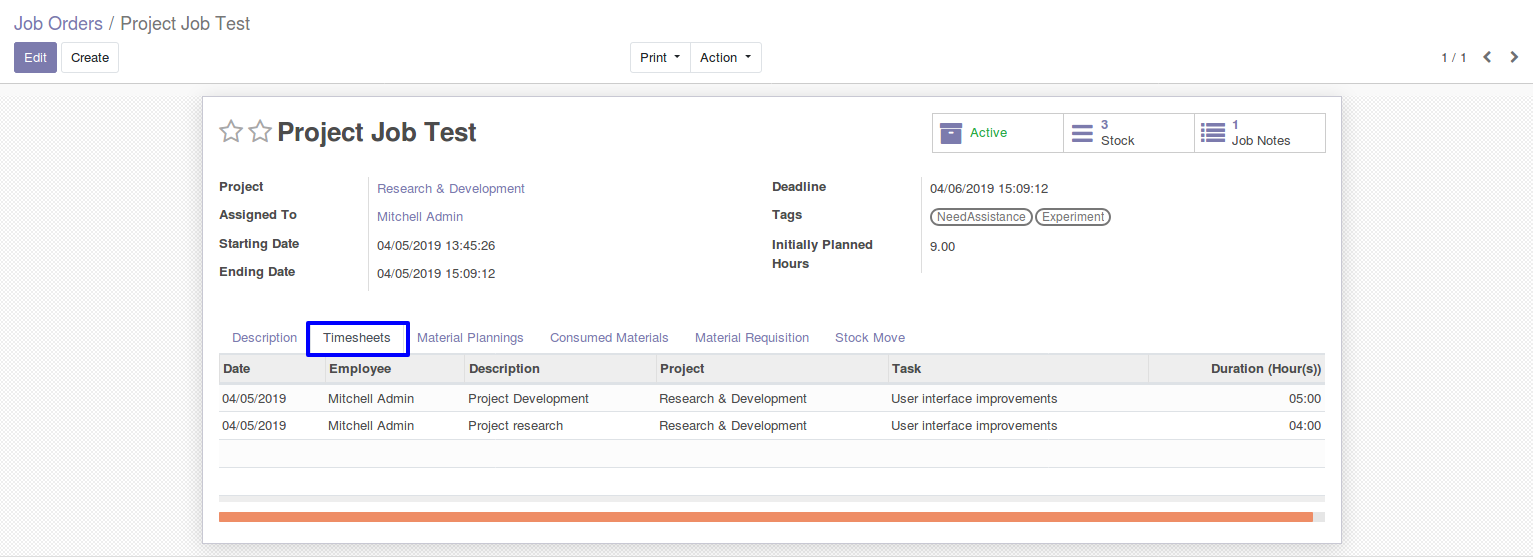 Job Orders / Project Job Test
Edit Create Print Action 1 / 1
Project Job Test
Active
3 Stock
1 Job Notes
Project Research & Development
Assigned To Mitchell Admin
Starting Date 04/05/2019 13:45:26
Ending Date 04/05/2019 15:09:12
Deadline 04/06/2019 15:09:12
Tags NeedAssistance Experiment
Initially Planned Hours 9.00
Description Timesheets Material Plannings Consumed Materials Material Requisition Stock Move
Date Employee Description Project Task Duration (Hour(s))
04/05/2019 Mitchell Admin Project Development Research & Development User interface improvements 05:00
04/05/2019 Mitchell Admin Project research Research & Development User interface improvements 04:00